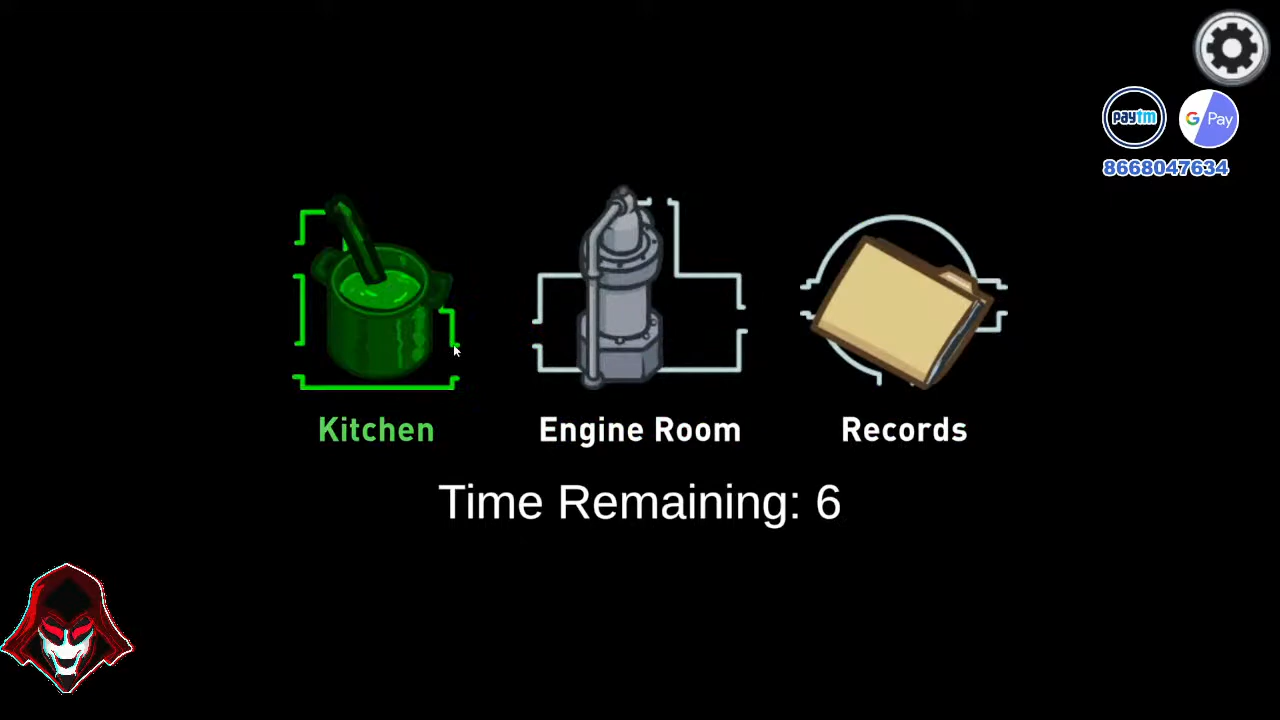 paytm
G Pay
8668047634
Kitchen
Engine Room
Records
Time Remaining: 6